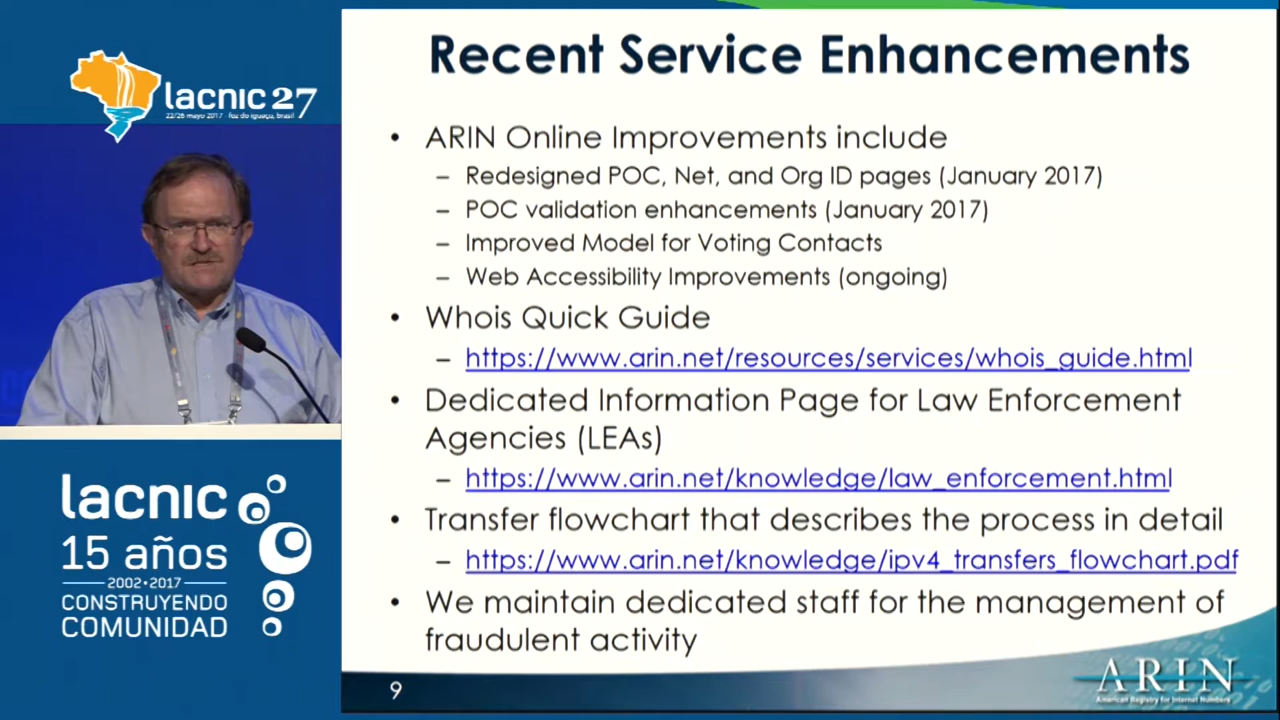 lacnic 27
22/26 mayo 2017 - foz do iguaçu, brasil
lacnic
15 años
2002•2017
CONSTRUYENDO
COMUNIDAD
Recent Service Enhancements
• ARIN Online Improvements include
– Redesigned POC, Net, and Org ID pages (January 2017)
– POC validation enhancements (January 2017)
– Improved Model for Voting Contacts
– Web Accessibility Improvements (ongoing)
• Whois Quick Guide
– https://www.arin.net/resources/services/whois_guide.html
• Dedicated Information Page for Law Enforcement
Agencies (LEAs)
– https://www.arin.net/knowledge/law_enforcement.html
• Transfer flowchart that describes the process in detail
– https://www.arin.net/knowledge/ipv4_transfers_flowchart.pdf
• We maintain dedicated staff for the management of
fraudulent activity
9
ARIN
American Registry for Internet Numbers